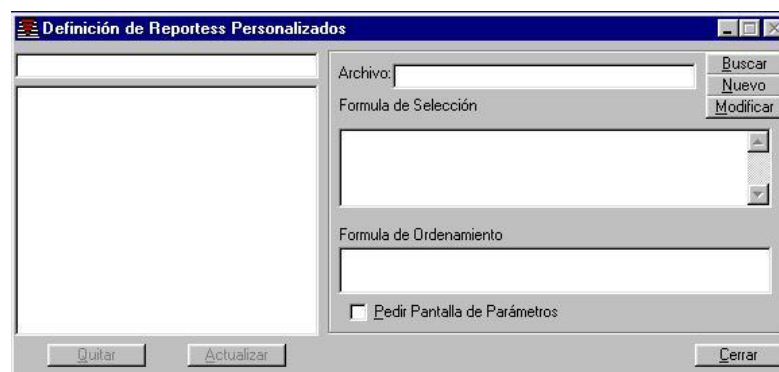 Definición de Reportess Personalizados
Archivo:
Buscar
Nuevo
Modificar
Formula de Selección
Formula de Ordenamiento
Pedir Pantalla de Parámetros
Quitar
Actualizar
Cerrar